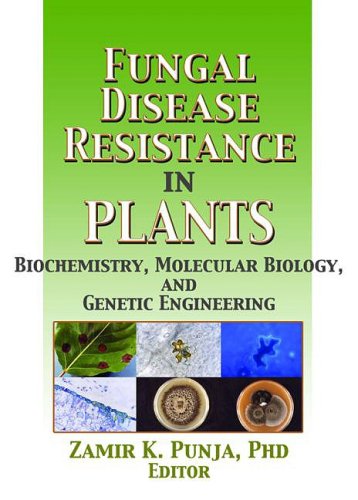 FUNGAL
DISEASE
RESISTANCE
IN
PLANTS
BIOCHEMISTRY, MOLECULAR BIOLOGY,
AND
GENETIC ENGINEERING
ZAMIR K. PUNJA, PHD
EDITOR